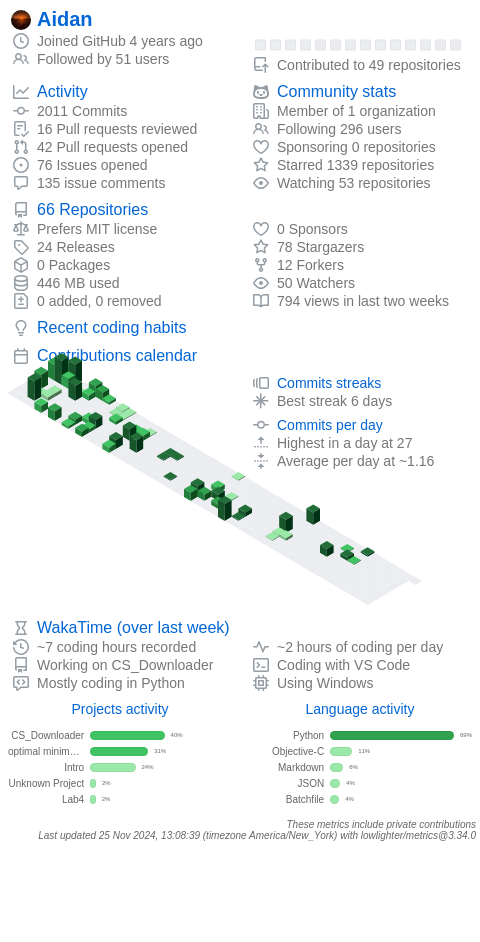 Aidan
Joined GitHub 4 years ago
Followed by 51 users
Contributed to 49 repositories
Activity
2011 Commits
16 Pull requests reviewed
42 Pull requests opened
76 Issues opened
135 issue comments
Community stats
Member of 1 organization
Following 296 users
Sponsoring 0 repositories
Starred 1339 repositories
Watching 53 repositories
66 Repositories
Prefers MIT license
24 Releases
0 Packages
446 MB used
0 added, 0 removed
0 Sponsors
78 Stargazers
12 Forkers
50 Watchers
794 views in last two weeks
Recent coding habits
Contributions calendar
Commits streaks
Best streak 6 days
Commits per day
Highest in a day at 27
Average per day at ~1.16
WakaTime (over last week)
~7 coding hours recorded
Working on CS_Downloader
Mostly coding in Python
~2 hours of coding per day
Coding with VS Code
Using Windows
Projects activity
CS_Downloader 40%
optimal minim... 31%
Intro 24%
Unknown Project 2%
Lab4 2%
Language activity
Python 69%
Objective-C 11%
Markdown 6%
JSON 4%
Batchfile 4%
These metrics include private contributions
Last updated 25 Nov 2024, 13:08:39 (timezone America/New_York) with lowlighter/metrics@3.34.0